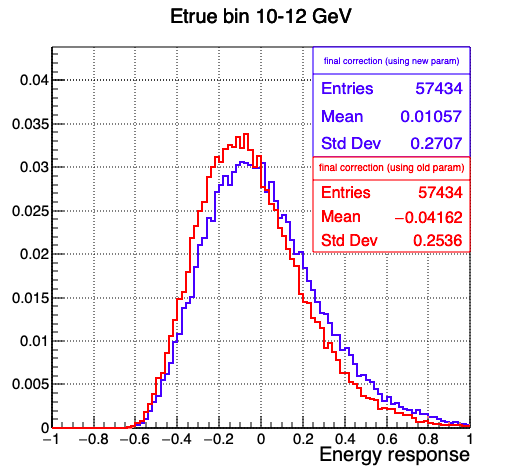 Etrue bin 10-12 GeV
final correction (using new param)
Entries 57434
Mean 0.01057
Std Dev 0.2707
final correction (using old param)
Entries 57434
Mean −0.04162
Std Dev 0.2536
0.04
0.035
0.03
0.025
0.02
0.015
0.01
0.005
0
−1 −0.8 −0.6 −0.4 −0.2 0 0.2 0.4 0.6 0.8 1
Energy response